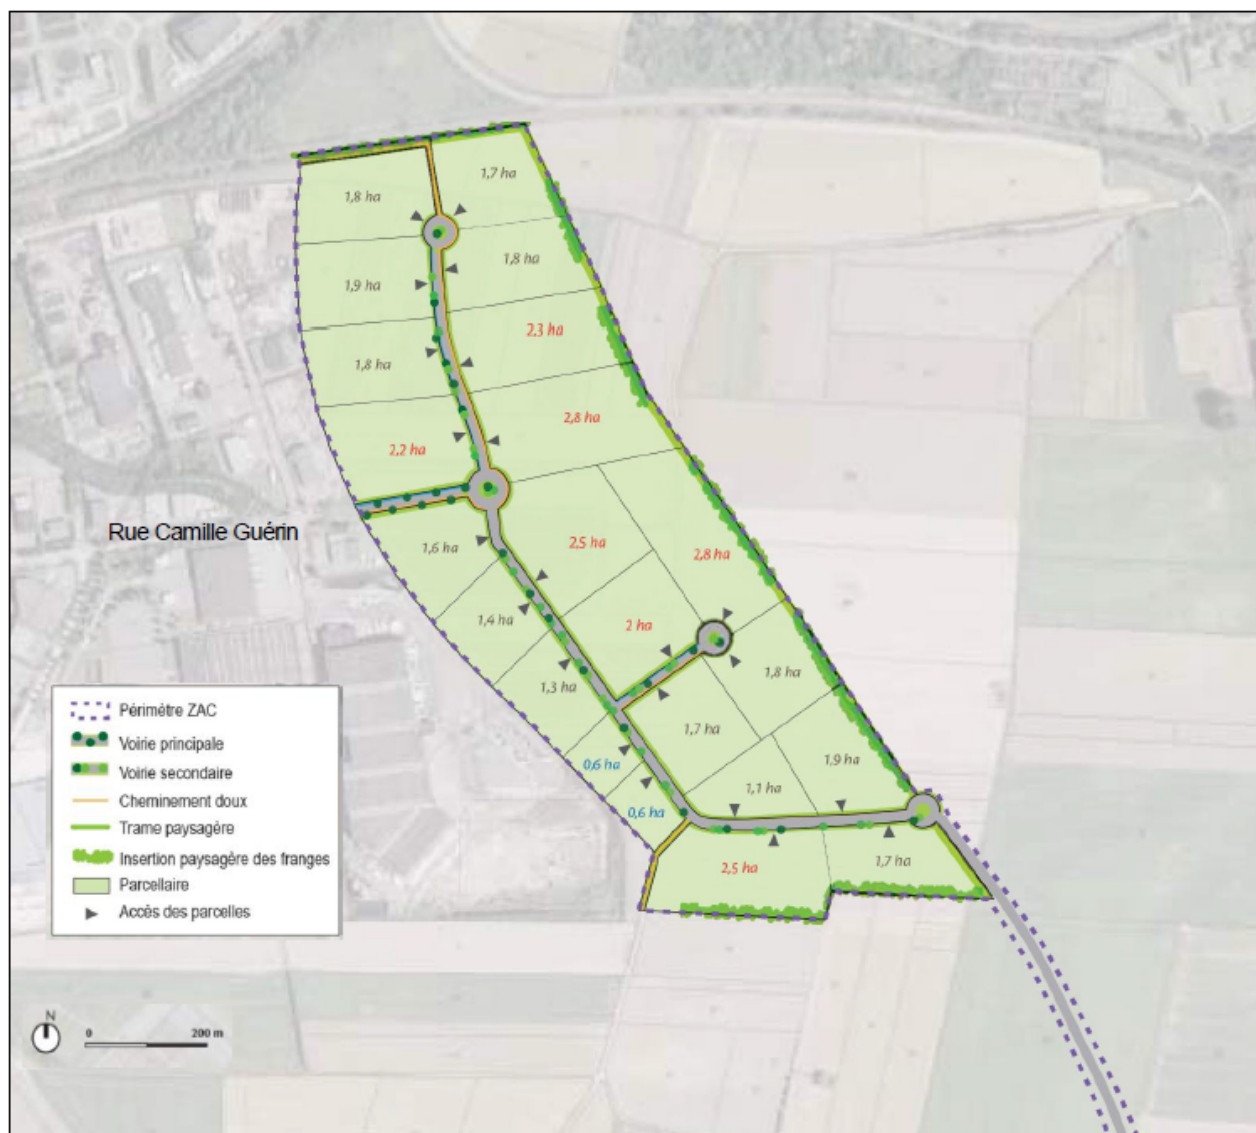 1,7 ha
1,8 ha
1,8 ha
1,9 ha
2,3 ha
1,8 ha
2,8 ha
2,2 ha
Rue Camille Guérin
1,6 ha
2,5 ha
2,8 ha
1,4 ha
2 ha
1,8 ha
1,3 ha
1,7 ha
0,6 ha
1,9 ha
1,1 ha
0,6 ha
2,5 ha
1,7 ha
Périmètre ZAC
Voirie principale
Voirie secondaire
Cheminement doux
Trame paysagère
Insertion paysagère des franges
Parcellaire
Accès des parcelles
N
0 200 m